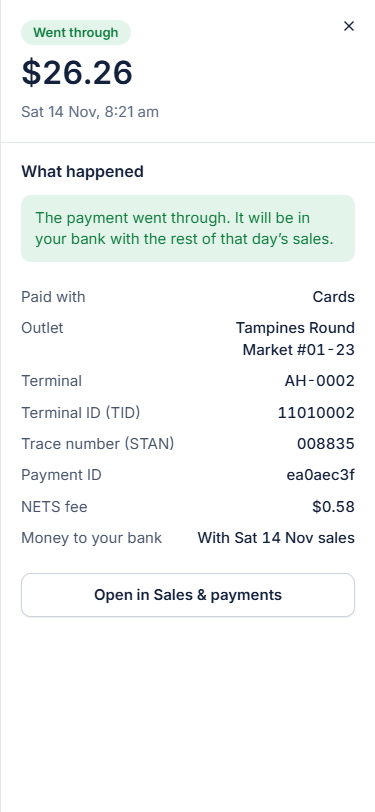 Went through
$26.26
Sat 14 Nov, 8:21 am
What happened
The payment went through. It will be in
your bank with the rest of that day’s sales.
Paid with Cards
Outlet Tampines Round
Market #01-23
Terminal AH-0002
Terminal ID (TID) 11010002
Trace number (STAN) 008835
Payment ID ea0aec3f
NETS fee $0.58
Money to your bank With Sat 14 Nov sales
Open in Sales & payments